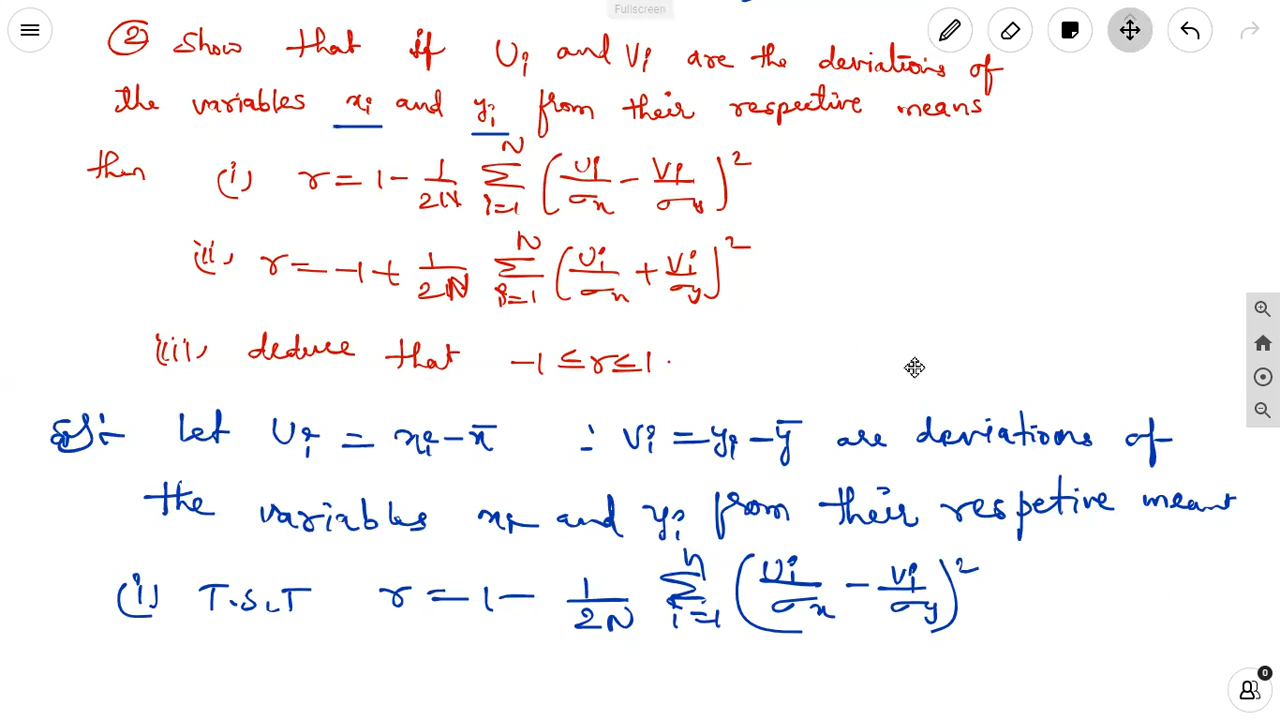 Fullscreen
② Show that if Uᵢ and Vᵢ are the deviations of
the variables xᵢ and yᵢ from their respective means
then (i) r = 1 - 1/2N Σ_{i=1}^{N} (Uᵢ/σx - Vᵢ/σy)²
(ii) r = -1 + 1/2N Σ_{i=1}^{N} (Uᵢ/σx + Vᵢ/σy)²
(iii) deduce that -1 ≤ r ≤ 1.
Sol:- let Uᵢ = xᵢ - x̄ : Vᵢ = yᵢ - ȳ are deviations of
the variables xᵢ and yᵢ from their respetive meant
(i) T.S.T r = 1 - 1/2N Σ_{i=1}^{n} (Uᵢ/σx - Vᵢ/σy)²
0